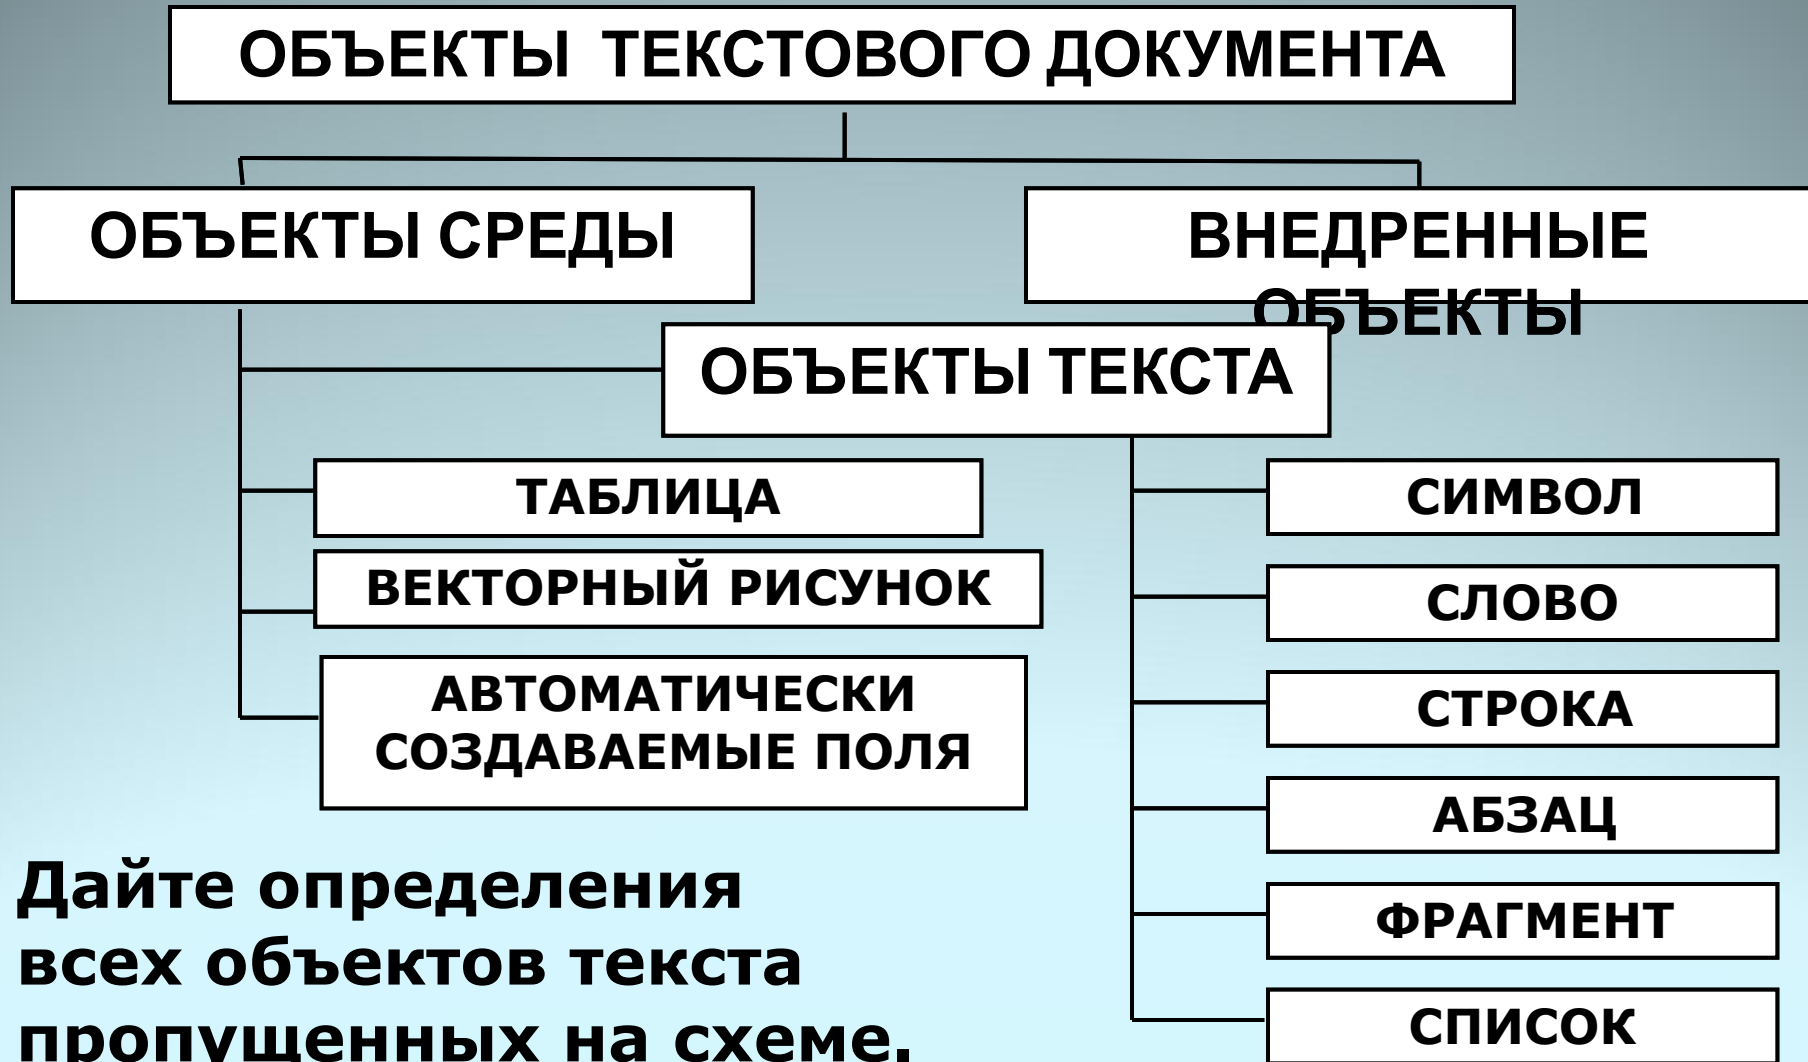 ОБЪЕКТЫ ТЕКСТОВОГО ДОКУМЕНТА
ОБЪЕКТЫ СРЕДЫ
ВНЕДРЕННЫЕ
ОБЪЕКТЫ
ОБЪЕКТЫ ТЕКСТА
ТАБЛИЦА
ВЕКТОРНЫЙ РИСУНОК
АВТОМАТИЧЕСКИ
СОЗДАВАЕМЫЕ ПОЛЯ
СИМВОЛ
СЛОВО
СТРОКА
АБЗАЦ
ФРАГМЕНТ
СПИСОК
Дайте определения
всех объектов текста
пропущенных на схеме.